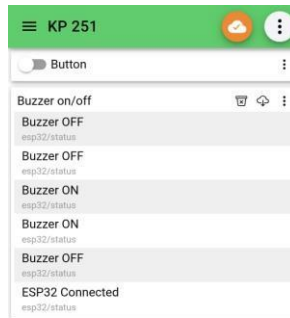 KP 251
Button
Buzzer on/off
Buzzer OFF
esp32/status
Buzzer OFF
esp32/status
Buzzer ON
esp32/status
Buzzer ON
esp32/status
Buzzer OFF
esp32/status
ESP32 Connected
esp32/status